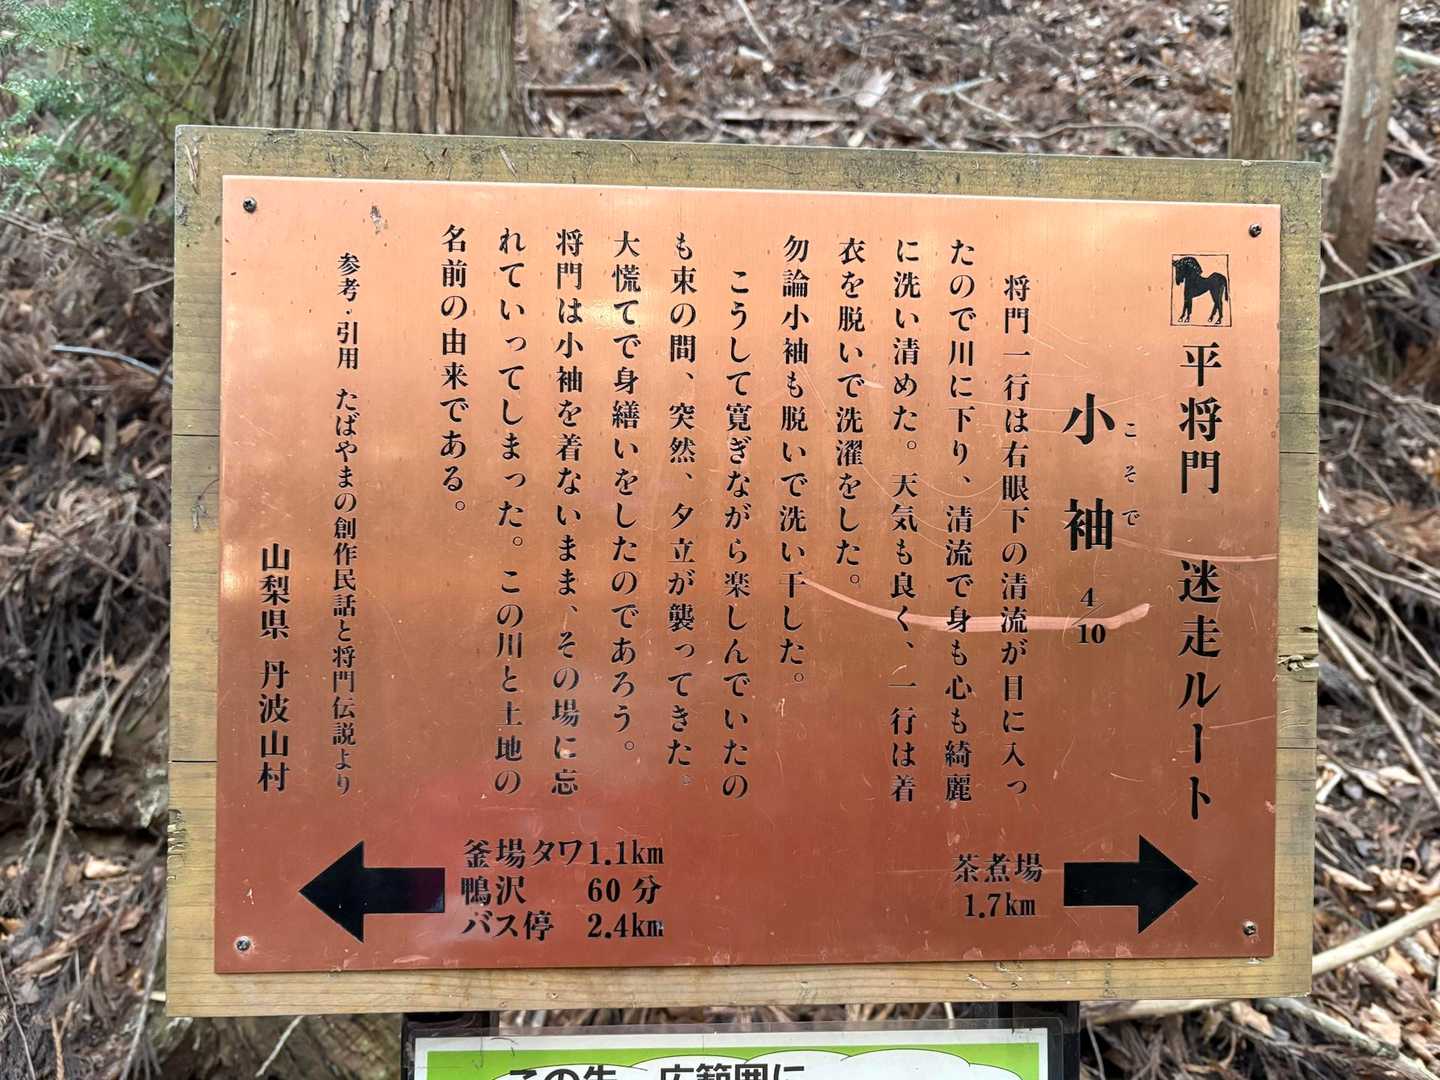 平将門 迷走ルート
こそで
小袖 4/10
将門一行は右眼下の清流が目に入っ
たので川に下り、清流で身も心も綺麗
に洗い清めた。天気も良く、一行は着
衣を脱いで洗濯をした。
勿論小袖も脱いで洗い干した。
こうして寛ぎながら楽しんでいたの
も束の間、突然、夕立が襲ってきた。
大慌てで身繕いをしたのであろう。
将門は小袖を着ないまま、その場に忘
れていってしまった。この川と土地の
名前の由来である。
参考・引用 たばやまの創作民話と将門伝説より
山梨県 丹波山村
釜場タワ1.1km
鴨沢 60分
バス停 2.4km
茶煮場
1.7km
この先、広範囲に